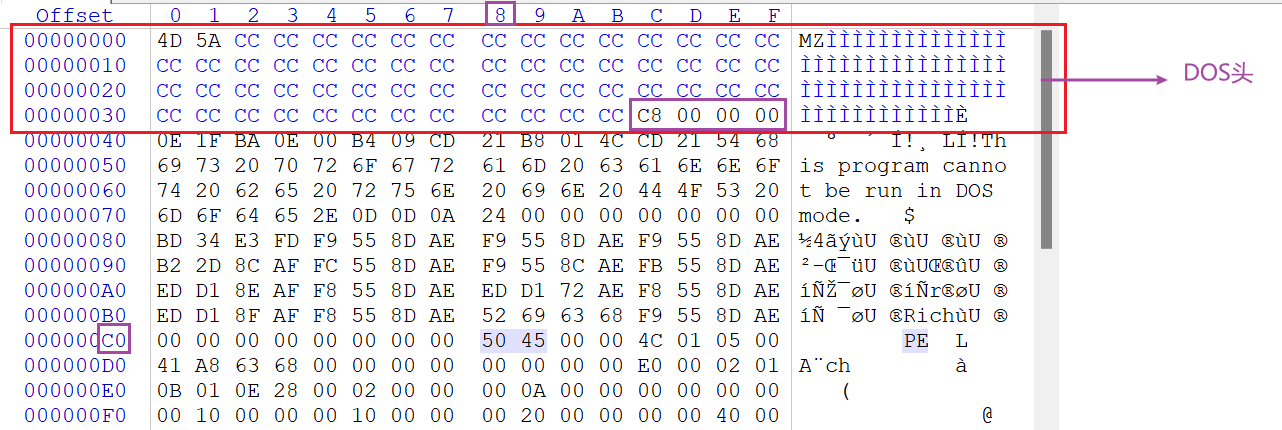 Offset 0 1 2 3 4 5 6 7 8 9 A B C D E F
00000000 4D 5A CC CC CC CC CC CC CC CC CC CC CC CC CC CC MZÌÌÌÌÌÌÌÌÌÌÌÌÌÌ
00000010 CC CC CC CC CC CC CC CC CC CC CC CC CC CC CC CC ÌÌÌÌÌÌÌÌÌÌÌÌÌÌÌÌ
DOS头
00000020 CC CC CC CC CC CC CC CC CC CC CC CC CC CC CC CC ÌÌÌÌÌÌÌÌÌÌÌÌÌÌÌÌ
00000030 CC CC CC CC CC CC CC CC CC CC CC CC C8 00 00 00 ÌÌÌÌÌÌÌÌÌÌÌÌÈ
00000040 0E 1F BA 0E 00 B4 09 CD 21 B8 01 4C CD 21 54 68 º ´ Í!¸ LÍ!Th
00000050 69 73 20 70 72 6F 67 72 61 6D 20 63 61 6E 6E 6F is program canno
00000060 74 20 62 65 20 72 75 6E 20 69 6E 20 44 4F 53 20 t be run in DOS
00000070 6D 6F 64 65 2E 0D 0D 0A 24 00 00 00 00 00 00 00 mode. $
00000080 BD 34 E3 FD F9 55 8D AE F9 55 8D AE F9 55 8D AE ½4ãýùU ®ùU ®ùU ®
00000090 B2 2D 8C AF FC 55 8D AE F9 55 8C AE FB 55 8D AE ²-Œ¯üU ®ùUŒ®ûU ®
000000A0 ED D1 8E AF F8 55 8D AE ED D1 72 AE F8 55 8D AE íÑŽ¯øU ®íÑr®øU ®
000000B0 ED D1 8F AF F8 55 8D AE 52 69 63 68 F9 55 8D AE íÑ ¯øU ®RichùU ®
000000C0 00 00 00 00 00 00 00 00 50 45 00 00 4C 01 05 00 PE L
000000D0 41 A8 63 68 00 00 00 00 00 00 00 00 E0 00 02 01 A¨ch à
000000E0 0B 01 0E 28 00 02 00 00 00 0A 00 00 00 00 00 00 (
000000F0 00 10 00 00 00 10 00 00 00 20 00 00 00 00 40 00 @